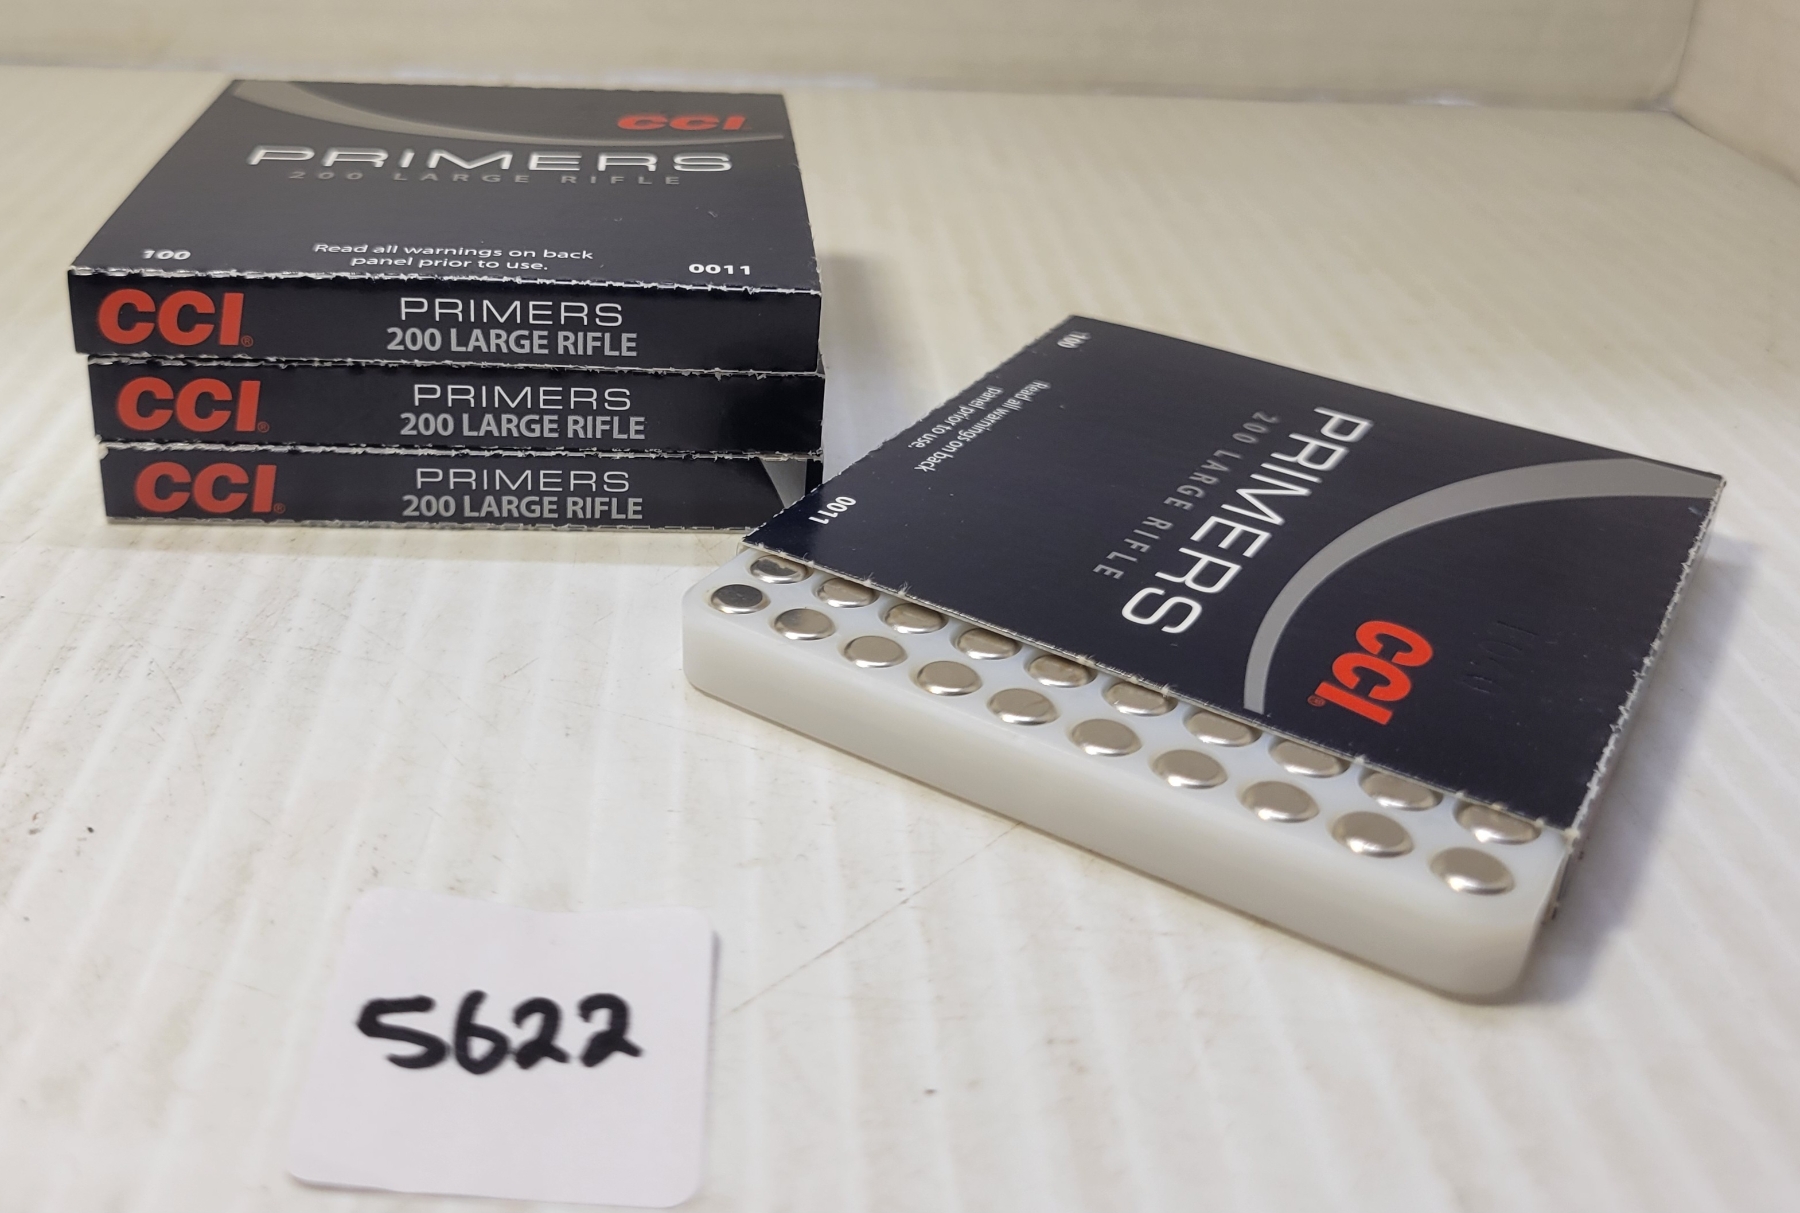 CCI
PRIMERS
200 LARGE RIFLE
100
Read all warnings on back
panel prior to use.
0011
CCI®
PRIMERS
200 LARGE RIFLE
CCI®
PRIMERS
200 LARGE RIFLE
CCI®
PRIMERS
200 LARGE RIFLE
100
Read all warnings on back
panel prior to use.
0011
PRIMERS
200 LARGE RIFLE
CCI®
5622